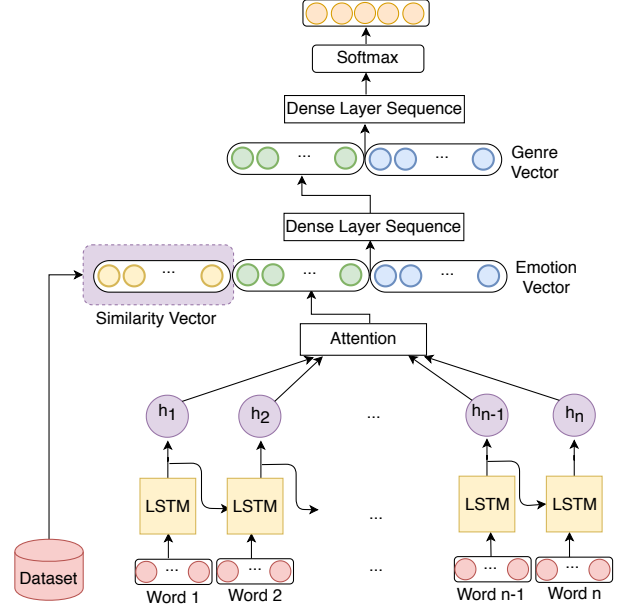 Softmax
Dense Layer Sequence
...
...
Genre
Vector
Dense Layer Sequence
...
...
...
Emotion
Vector
Similarity Vector
Attention
h1
h2
...
hn-1
hn
LSTM
LSTM
...
LSTM
LSTM
Dataset
...
...
...
...
...
Word 1
Word 2
Word n-1
Word n